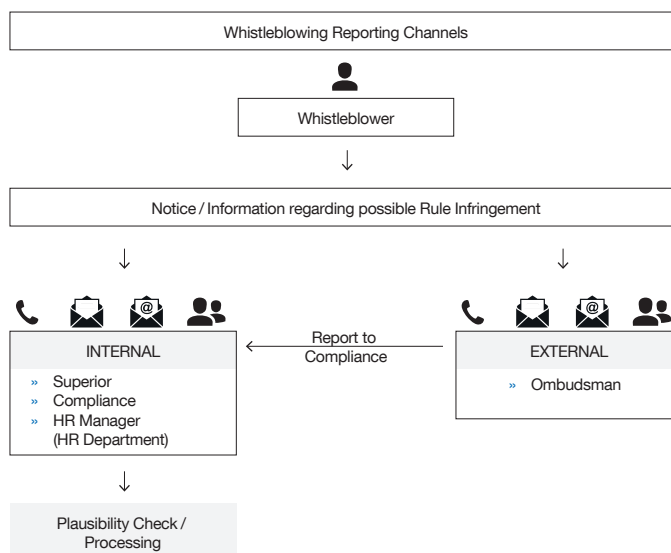 Whistleblowing Reporting Channels
Whistleblower
Notice / Information regarding possible Rule Infringement
@
@
INTERNAL
Report to
Compliance
EXTERNAL
» Superior
» Compliance
» HR Manager
(HR Department)
» Ombudsman
Plausibility Check /
Processing